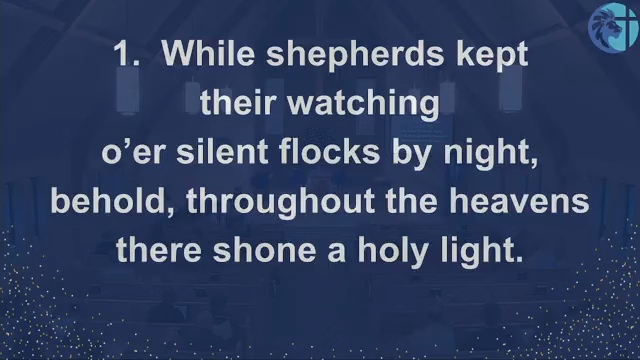 1. While shepherds kept
their watching
o’er silent flocks by night,
behold, throughout the heavens
there shone a holy light.